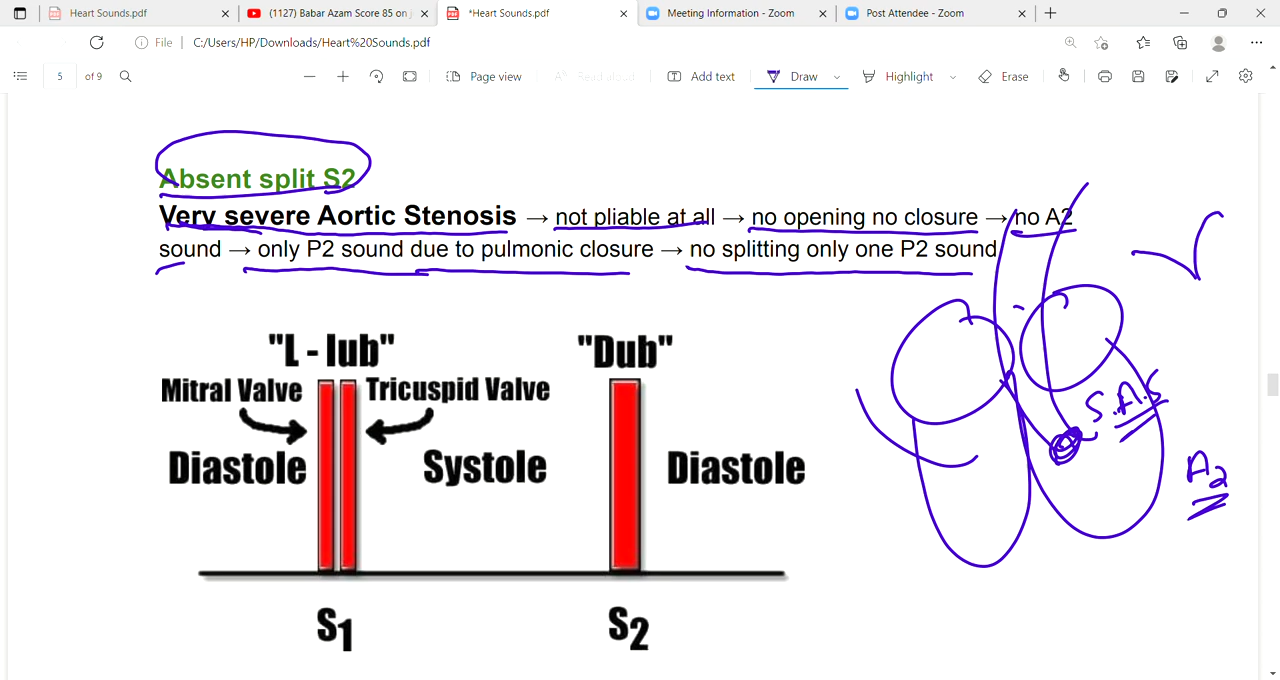 Heart Sounds.pdf
(1127) Babar Azam Score 85 on j
*Heart Sounds.pdf
Meeting Information - Zoom
Post Attendee - Zoom
File | C:/Users/HP/Downloads/Heart%20Sounds.pdf
5 of 9
Page view
Read aloud
Add text
Draw
Highlight
Erase
Absent split S2
Very severe Aortic Stenosis → not pliable at all → no opening no closure → no A2
sound → only P2 sound due to pulmonic closure → no splitting only one P2 sound
"L - lub"
"Dub"
Mitral Valve
Tricuspid Valve
Diastole
Systole
Diastole
S.A.S
A2
S1
S2